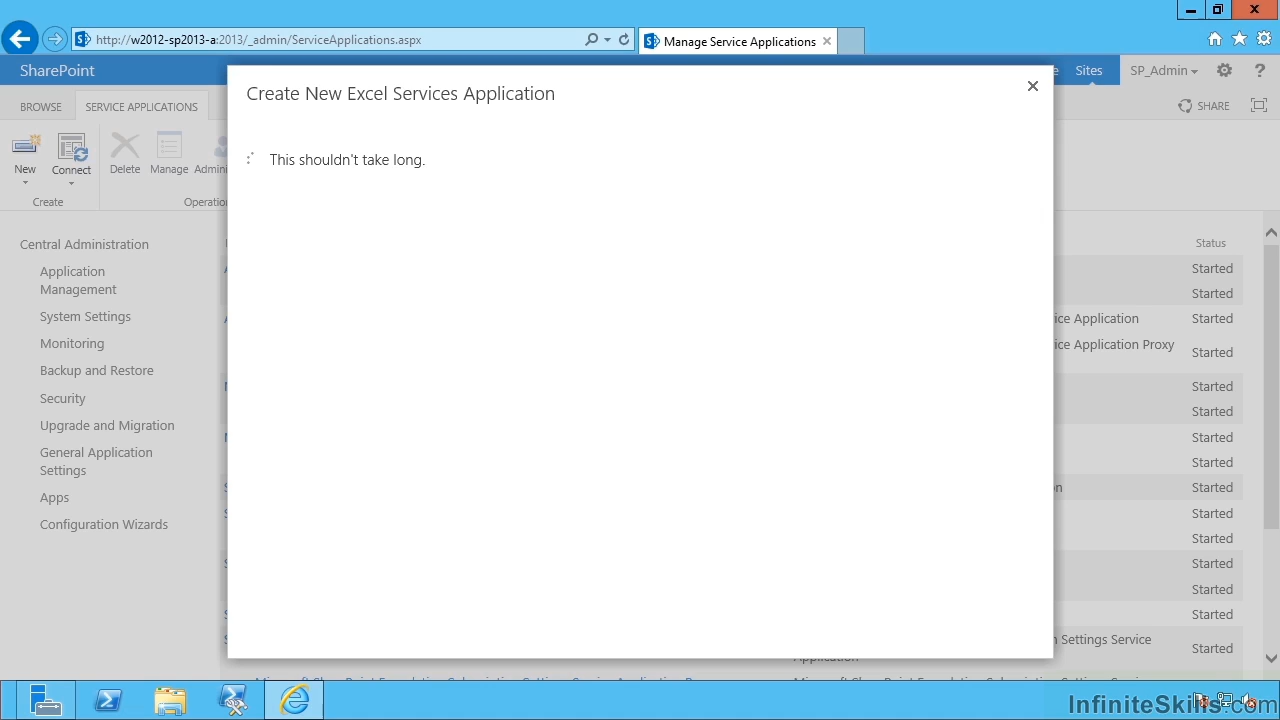 http://w2012-sp2013-a:2013/_admin/ServiceApplications.aspx
Manage Service Applications
SharePoint
Sites
SP_Admin
?
BROWSE
SERVICE APPLICATIONS
SHARE
New
Connect
Delete
Manage
Create
Create New Excel Services Application
This shouldn't take long.
Central Administration
Application
Management
System Settings
Monitoring
Backup and Restore
Security
Upgrade and Migration
General Application
Settings
Apps
Configuration Wizards
Status
Started
Started
ice Application
Started
ice Application Proxy
Started
Started
Started
Started
Started
Started
Started
Started
Started
Started
Started
n Settings Service
Started
InfiniteSkills.com